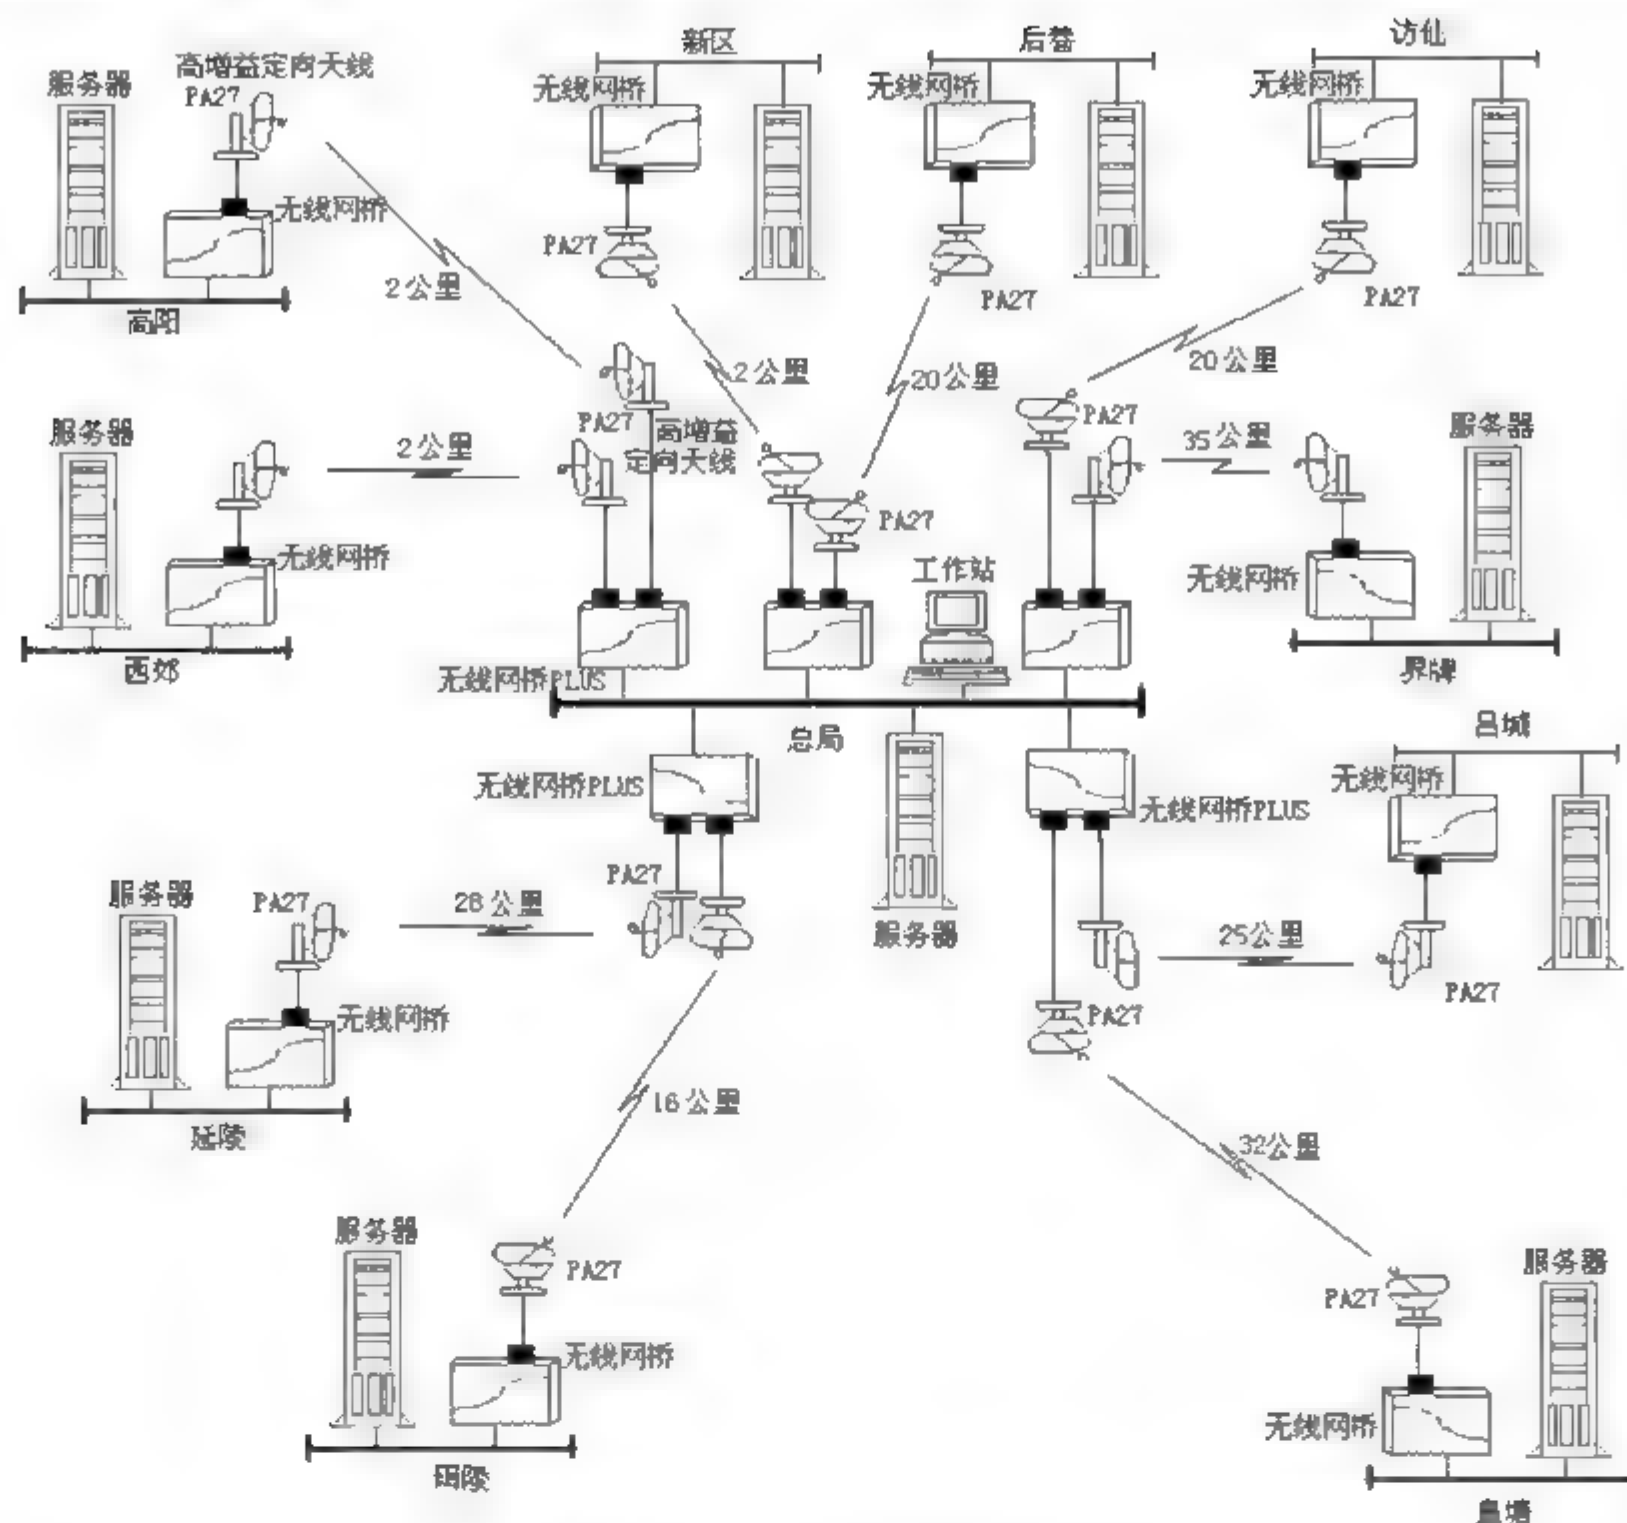 新区
后巷
访仙
高增益定向天线
服务器
PA27
无线网桥
无线网桥
无线网桥
无线网桥
PA27
PA27
PA27
2公里
高阳
2公里
20公里
20公里
PA27
高增益
定向天线
PA27
服务器
2公里
35公里
服务器
PA27
无线网桥
工作站
无线网桥
西郊
无线网桥PLUS
界牌
总局
吕城
无线网桥PLUS
无线网桥PLUS
无线网桥
服务器
PA27
PA27
28公里
服务器
25公里
PA27
无线网桥
PA27
延陵
16公里
32公里
服务器
PA27
PA27
服务器
无线网桥
无线网桥